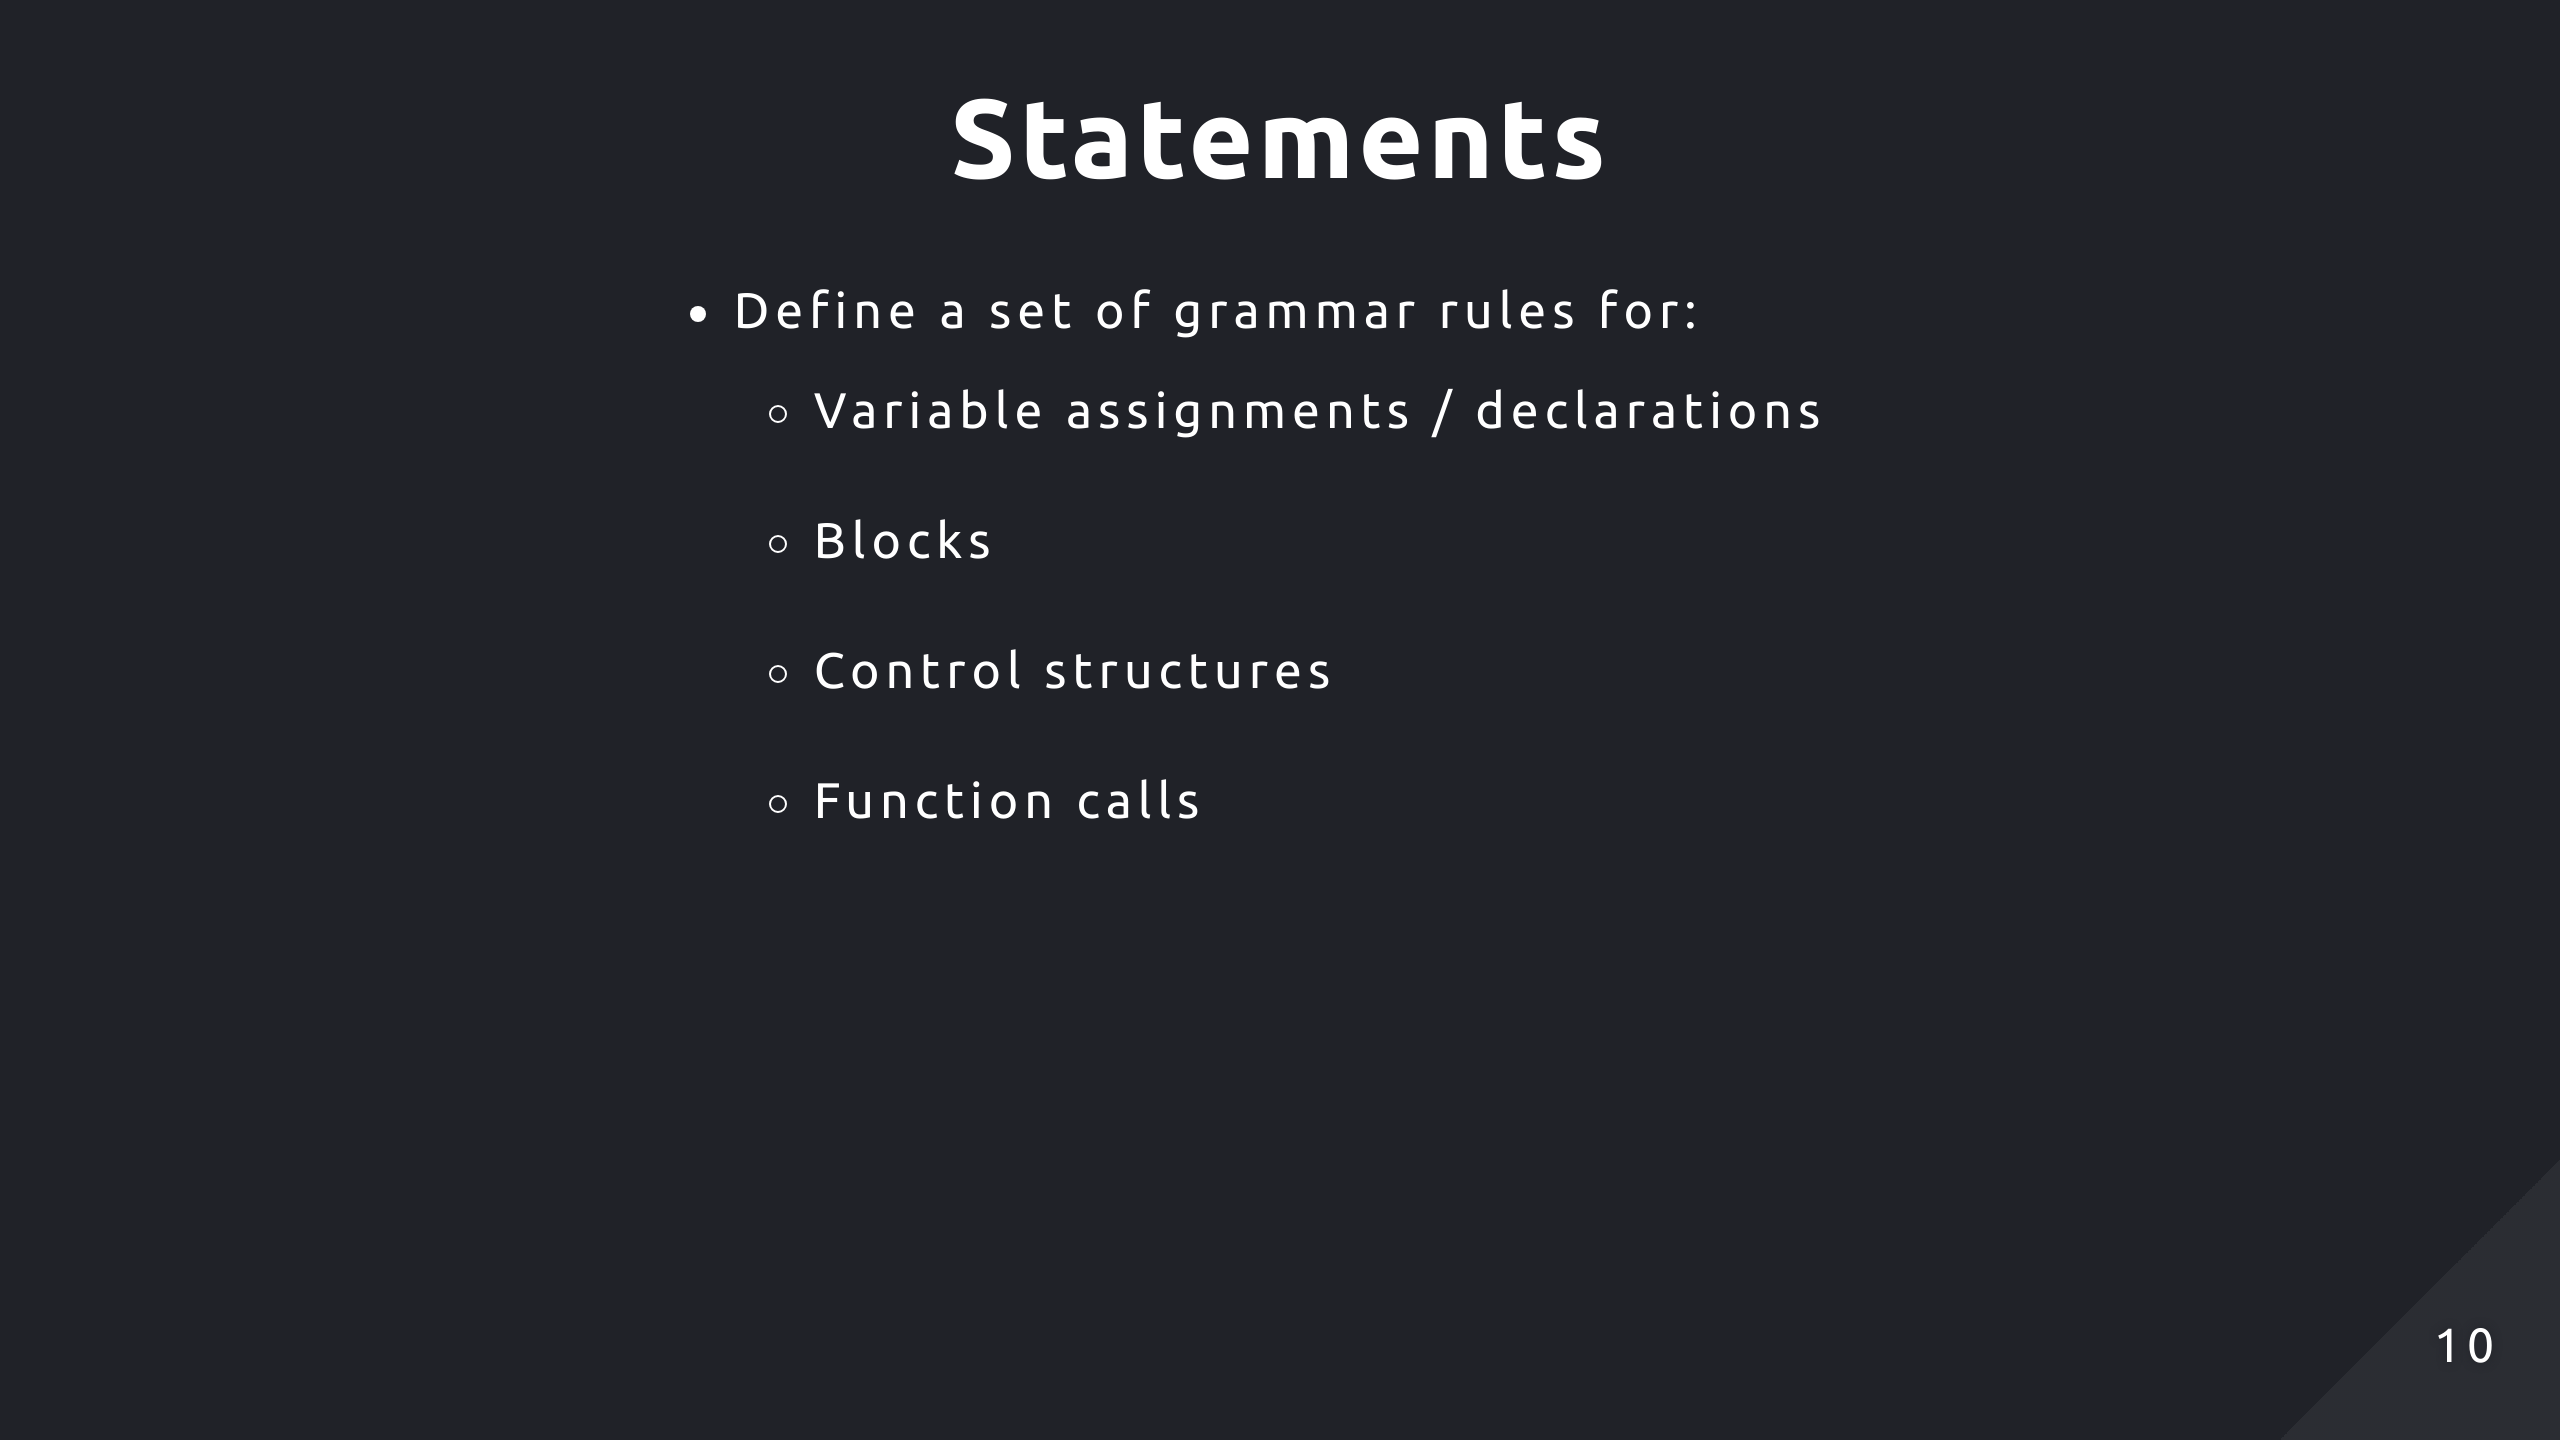 Statements
• Define a set of grammar rules for:
◦ Variable assignments / declarations
◦ Blocks
◦ Control structures
◦ Function calls
10